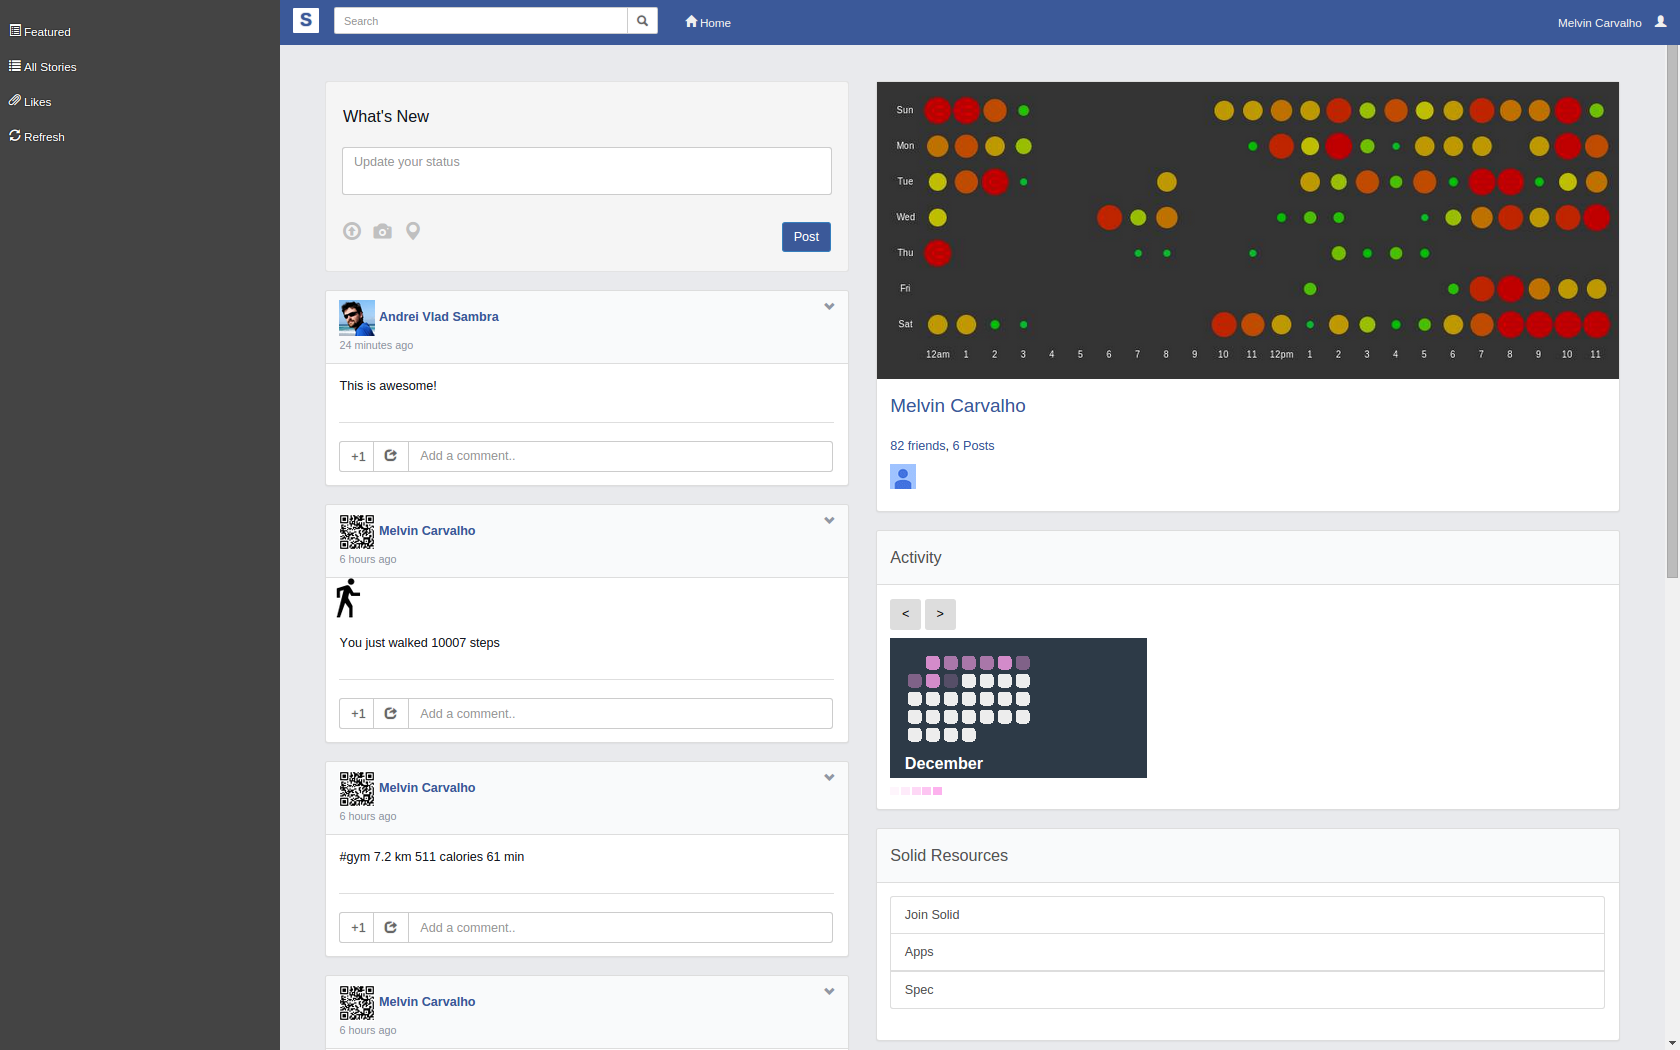 Featured
All Stories
Likes
Refresh
S
Search
Home
Melvin Carvalho
What's New
Update your status
Post
Andrei Vlad Sambra
24 minutes ago
This is awesome!
+1
Add a comment..
Melvin Carvalho
6 hours ago
You just walked 10007 steps
+1
Add a comment..
Melvin Carvalho
6 hours ago
#gym 7.2 km 511 calories 61 min
+1
Add a comment..
Melvin Carvalho
6 hours ago
Sun
Mon
Tue
Wed
Thu
Fri
Sat
12am 1 2 3 4 5 6 7 8 9 10 11 12pm 1 2 3 4 5 6 7 8 9 10 11
Melvin Carvalho
82 friends, 6 Posts
Activity
< >
December
Solid Resources
Join Solid
Apps
Spec